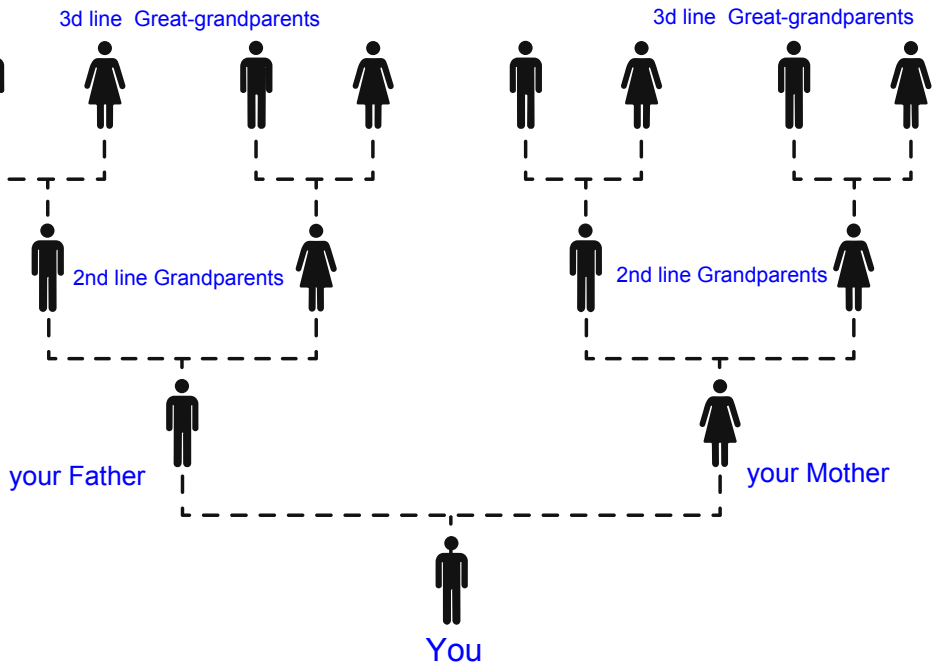 3d line  Great-grandparents
3d line  Great-grandparents
2nd line Grandparents
2nd line Grandparents
your Father
your Mother
You